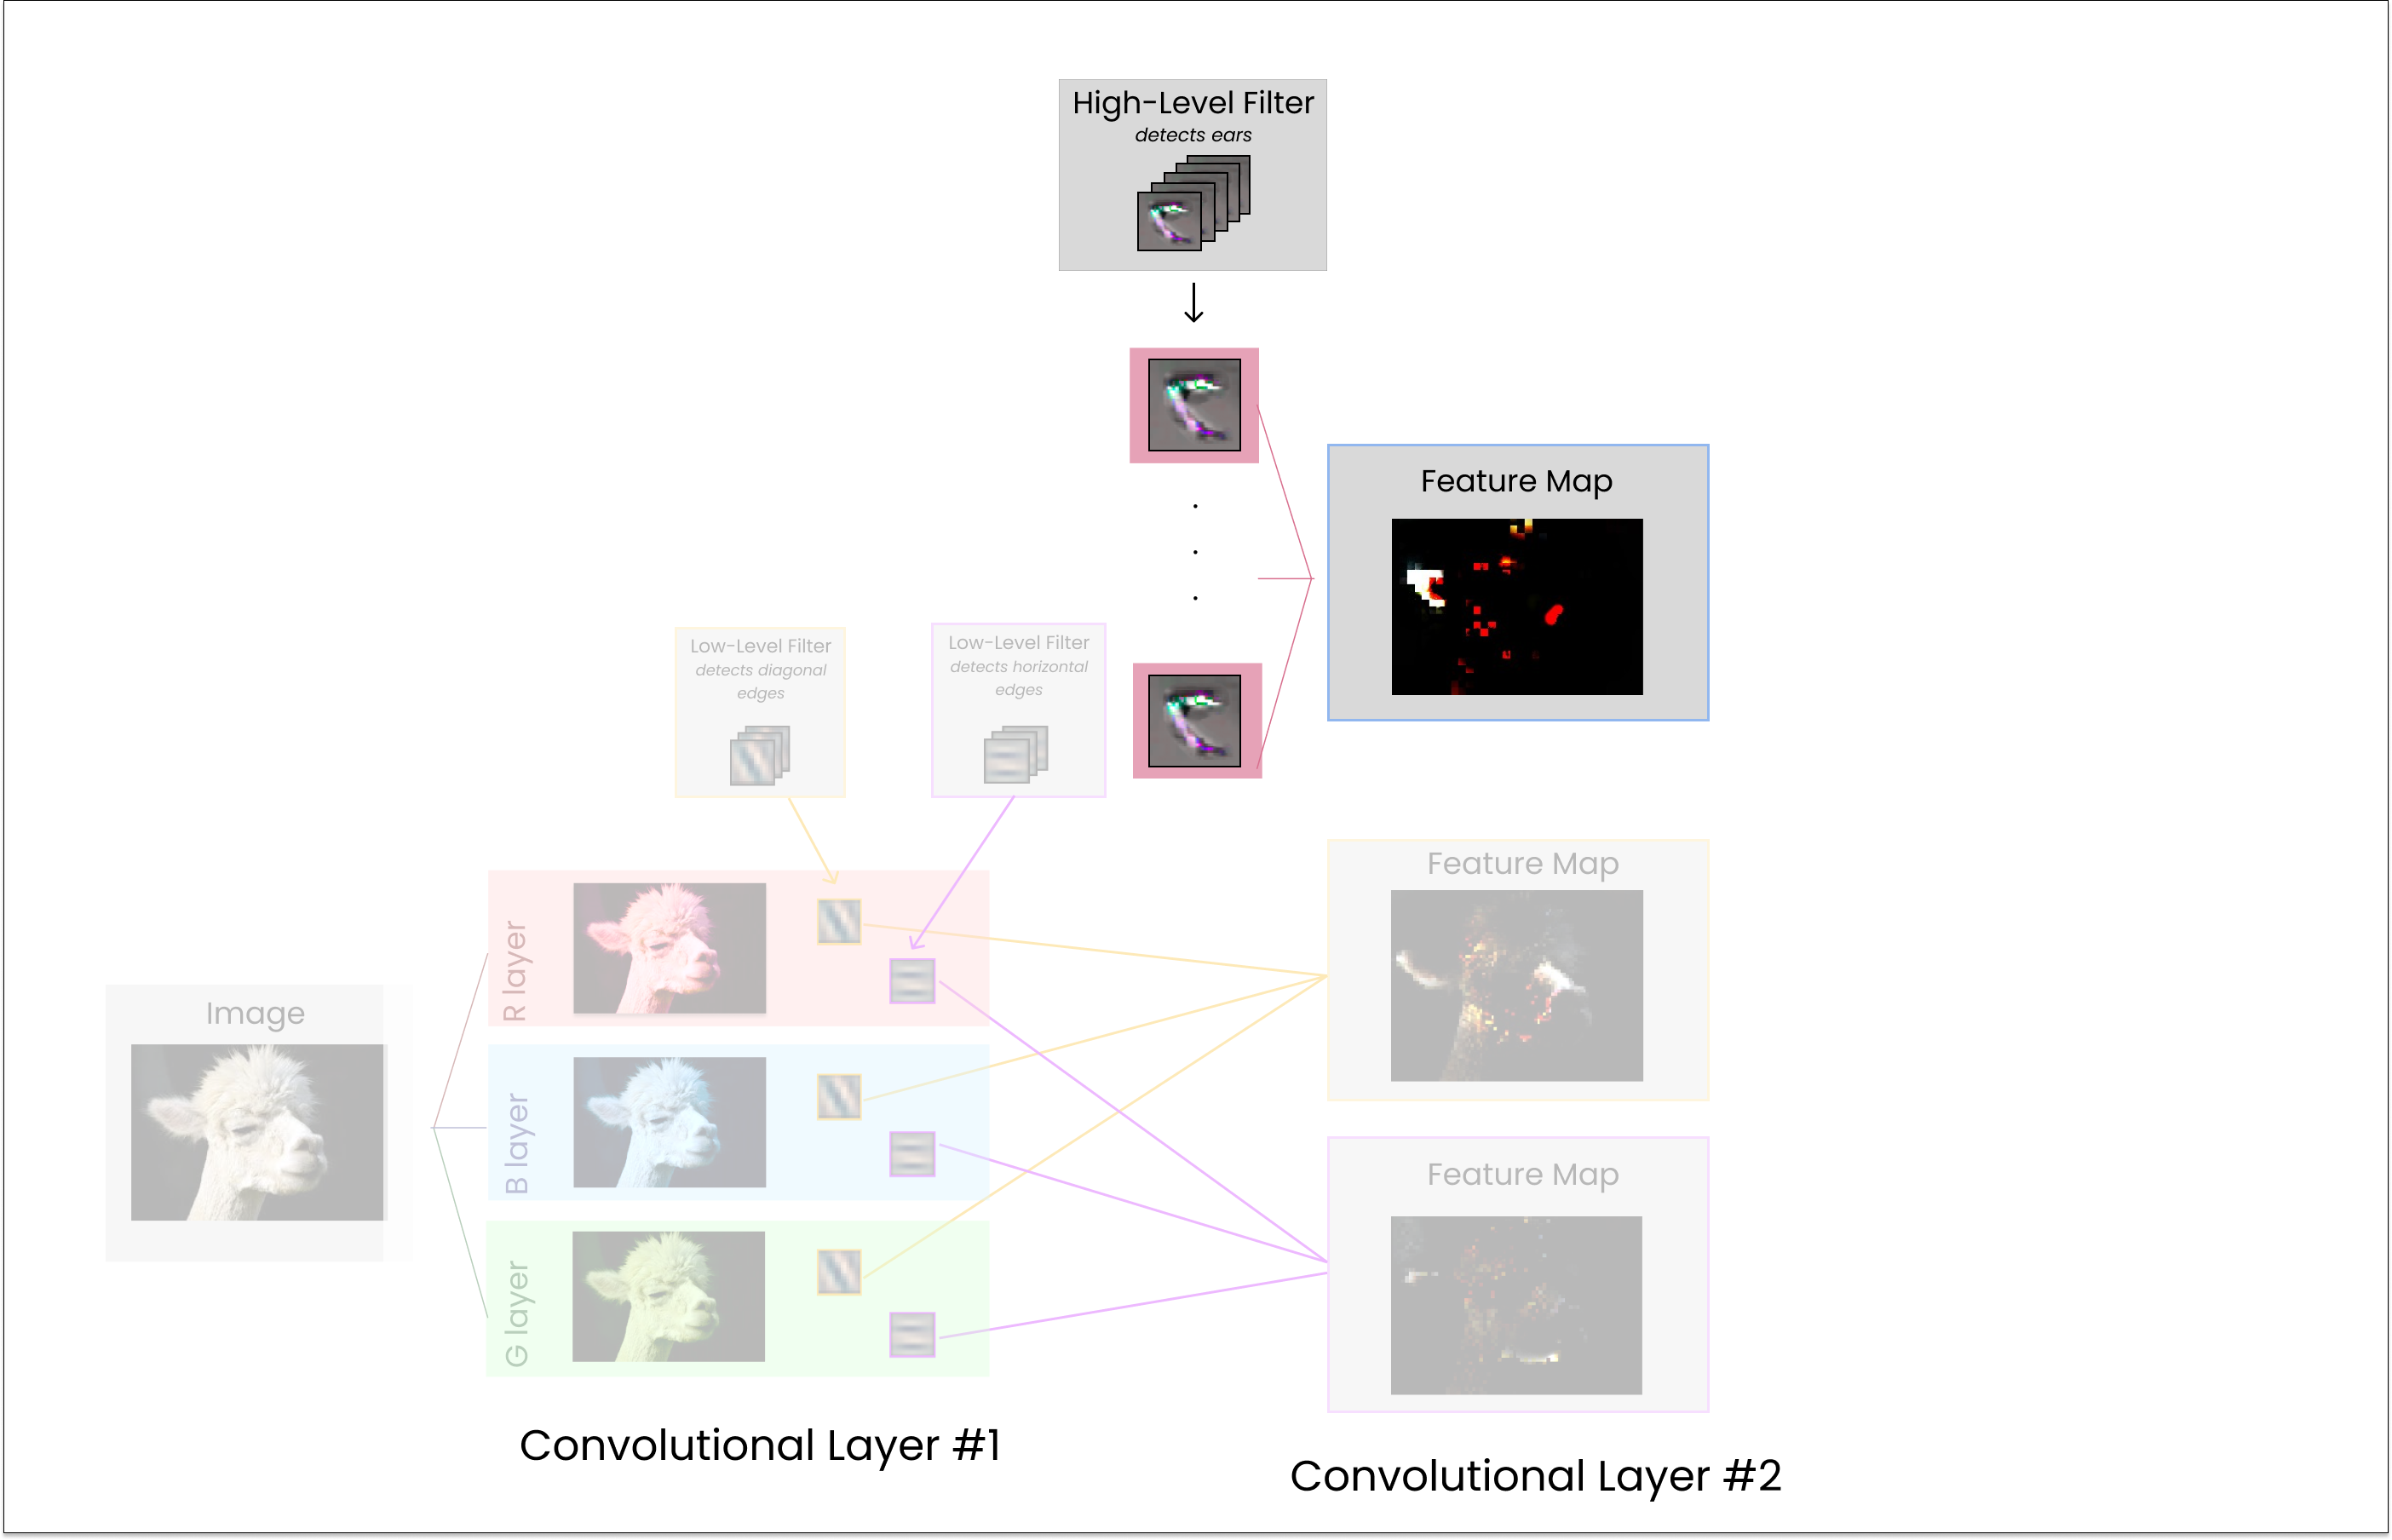 High-Level Filter
detects ears
Feature Map
Low-Level Filter
detects diagonal
edges
Low-Level Filter
detects horizontal
edges
Feature Map
R layer
Image
B layer
Feature Map
G layer
Convolutional Layer #1
Convolutional Layer #2